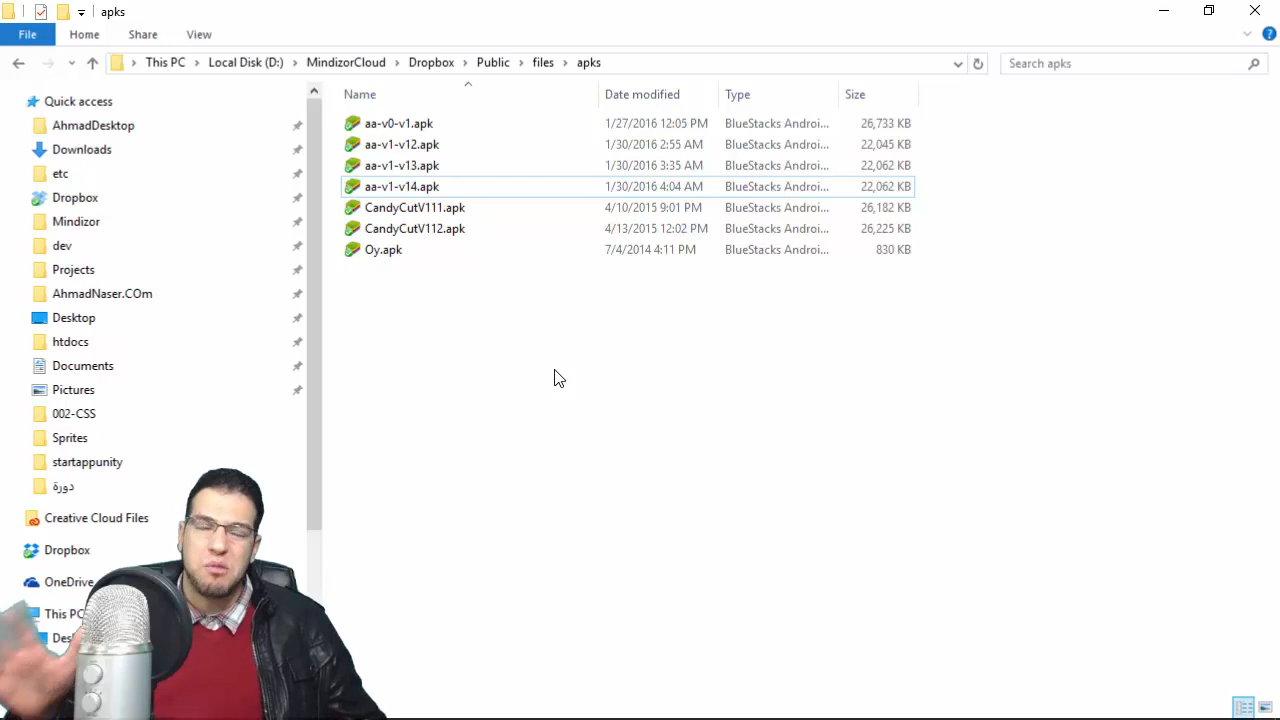 apks
File Home Share View
This PC Local Disk (D:) MindizorCloud Dropbox Public files apks
Search apks
Name Date modified Type Size
aa-v0-v1.apk 1/27/2016 12:05 PM BlueStacks Androi... 26,733 KB
aa-v1-v12.apk 1/30/2016 2:55 AM BlueStacks Androi... 22,045 KB
aa-v1-v13.apk 1/30/2016 3:35 AM BlueStacks Androi... 22,062 KB
aa-v1-v14.apk 1/30/2016 4:04 AM BlueStacks Androi... 22,062 KB
CandyCutV111.apk 4/10/2015 9:01 PM BlueStacks Androi... 26,182 KB
CandyCutV112.apk 4/13/2015 12:02 PM BlueStacks Androi... 26,225 KB
Oy.apk 7/4/2014 4:11 PM BlueStacks Androi... 830 KB
Quick access
AhmadDesktop
Downloads
etc
Dropbox
Mindizor
dev
Projects
AhmadNaser.COm
Desktop
htdocs
Documents
Pictures
002-CSS
Sprites
startappunity
دورة
Creative Cloud Files
Dropbox
OneDrive
This PC